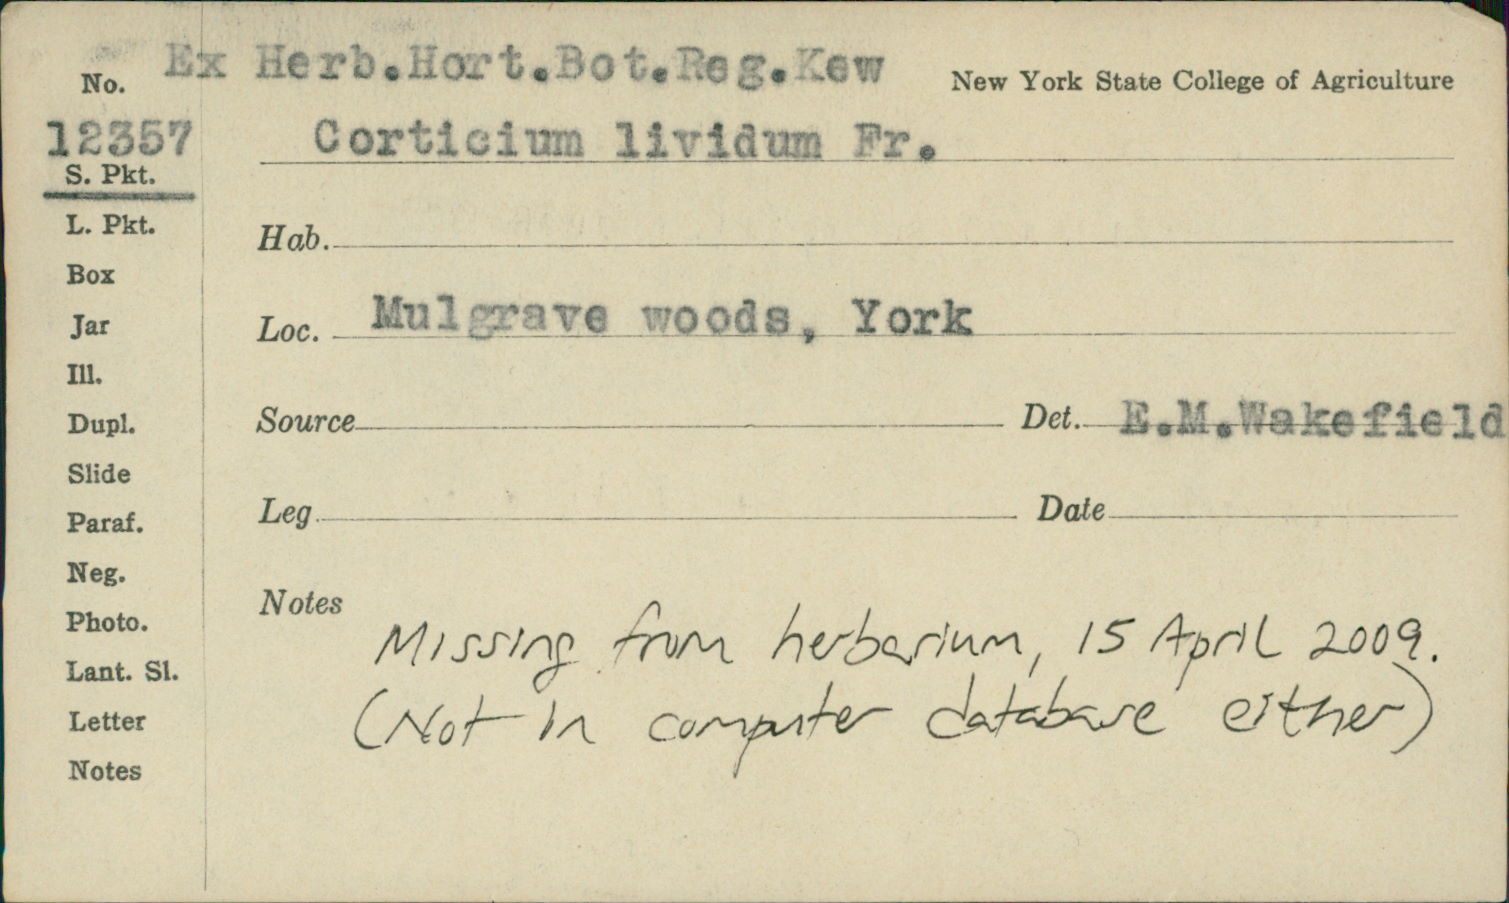 Ex Herb.Hort.Bot.Reg.Kew
No.
New York State College of Agriculture
12357
Corticium lividum Fr.
S. Pkt.
L. Pkt.
Hab.
Box
Jar
Loc. Mulgrave woods, York
Ill.
Dupl.
Source
Det. E.M.Wakefield
Slide
Paraf.
Leg
Date
Neg.
Photo.
Notes
Missing from herbarium, 15 April 2009.
Lant. Sl.
Letter
(Not in computer database either)
Notes